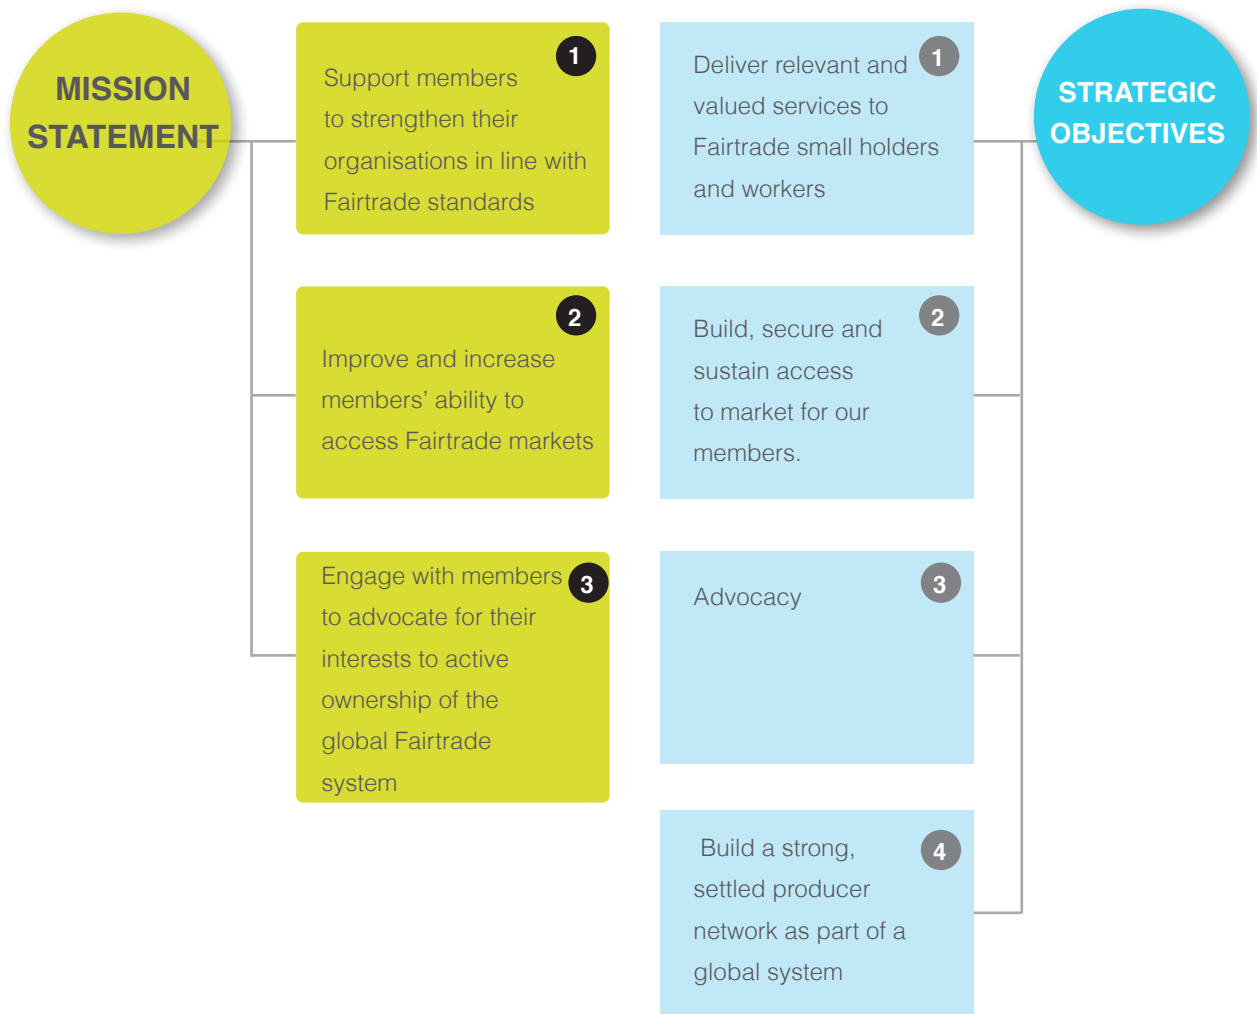 MISSION
STATEMENT
1
Support members
to strengthen their
organisations in line with
Fairtrade standards
2
Improve and increase
members’ ability to
access Fairtrade markets
3
Engage with members
to advocate for their
interests to active
ownership of the
global Fairtrade
system
STRATEGIC
OBJECTIVES
1
Deliver relevant and
valued services to
Fairtrade small holders
and workers
2
Build, secure and
sustain access
to market for our
members.
3
Advocacy
4
Build a strong,
settled producer
network as part of a
global system